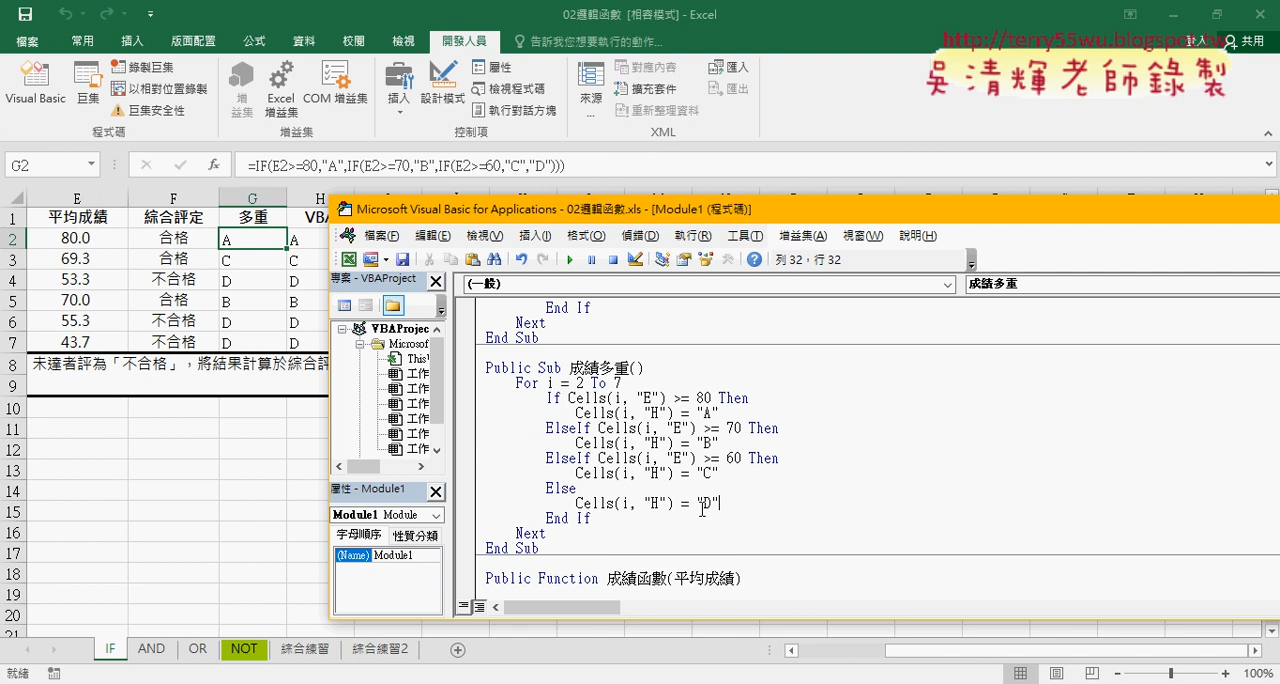 02邏輯函數 [相容模式] - Excel
http://terry55wu.blogspot.tw
吳清輝老師錄製
檔案 常用 插入 版面配置 公式 資料 校閱 檢視 開發人員 告訴我您想要執行的動作... 共用
Visual Basic 巨集 錄製巨集 以相對位置錄製 巨集安全性 程式碼
增益集 Excel 增益集 COM 增益集 增益集
插入 設計模式 屬性 檢視程式碼 執行對話方塊 控制項
來源... 對應內容 擴充套件 重新整理資料 匯入 匯出 XML
G2 fx =IF(E2>=80,"A",IF(E2>=70,"B",IF(E2>=60,"C","D")))
E F G H
1 平均成績 綜合評定 多重 VB
2 80.0 合格 A A
3 69.3 合格 C C
4 53.3 不合格 D D
5 70.0 合格 B B
6 55.3 不合格 D D
7 43.7 不合格 D D
8 未達者評為「不合格」，將結果計算於綜合評
9
10
11
12
13
14
15
16
17
18
19
20
21
Microsoft Visual Basic for Applications - 02邏輯函數.xls - [Module1 (程式碼)]
檔案(F) 編輯(E) 檢視(V) 插入(I) 格式(O) 偵錯(D) 執行(R) 工具(T) 增益集(A) 視窗(W) 說明(H)
列 32，行 32
專案 - VBAProject
VBAProjec
Microsof
This
工作
工作
工作
工作
工作
工作
屬性 - Module1
Module1 Module
字母順序 性質分類
(Name) Module1
(一般) 成績多重
End If
Next
End Sub
Public Sub 成績多重()
For i = 2 To 7
If Cells(i, "E") >= 80 Then
Cells(i, "H") = "A"
ElseIf Cells(i, "E") >= 70 Then
Cells(i, "H") = "B"
ElseIf Cells(i, "E") >= 60 Then
Cells(i, "H") = "C"
Else
Cells(i, "H") = "D"
End If
Next
End Sub
Public Function 成績函數(平均成績)
IF AND OR NOT 綜合練習 綜合練習2
就緒 100%